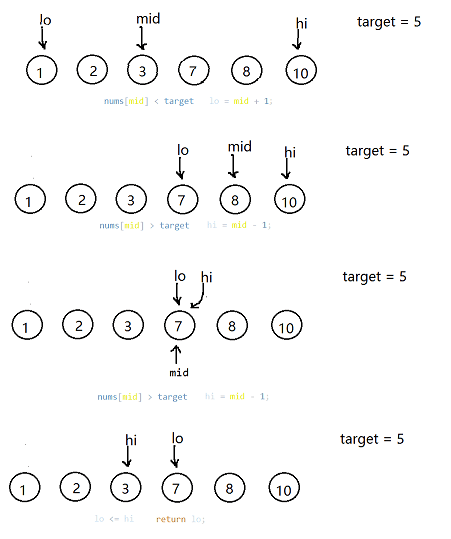 lo mid hi target = 5
1 2 3 7 8 10
nums[mid] < target lo = mid + 1;
lo mid hi target = 5
1 2 3 7 8 10
nums[mid] > target hi = mid - 1;
lo hi target = 5
1 2 3 7 8 10
mid
nums[mid] > target hi = mid - 1;
hi lo target = 5
1 2 3 7 8 10
lo <= hi return lo;